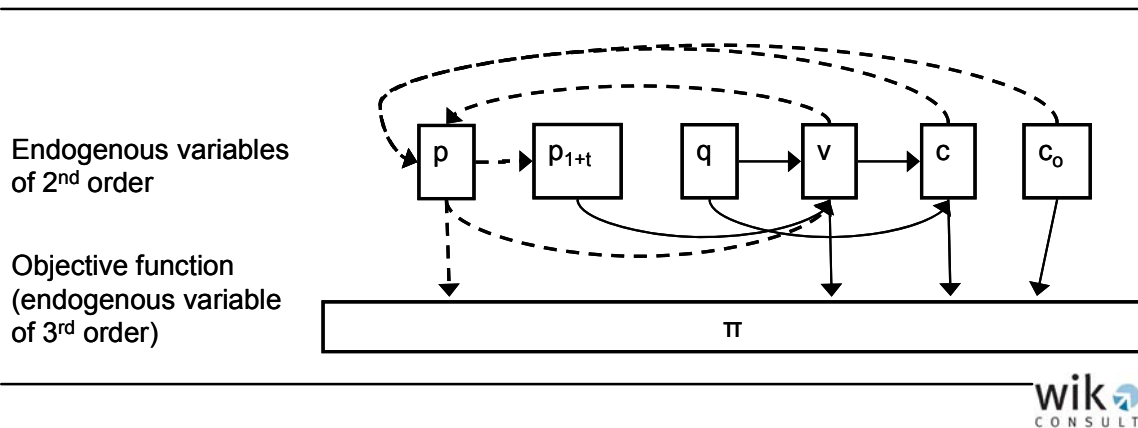 p p1+t q v c co
Endogenous variables
of 2nd order
Objective function
(endogenous variable
of 3rd order)
π
wik
CONSULT